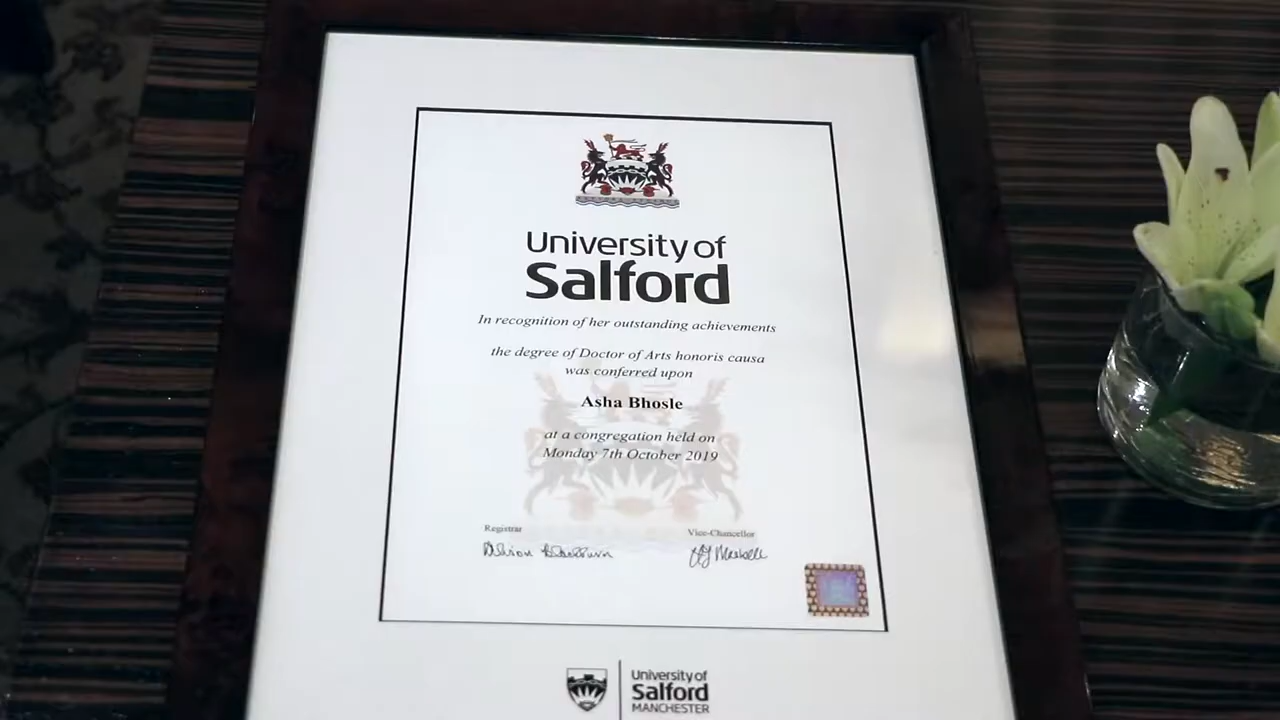 University of
Salford
In recognition of her outstanding achievements
the degree of Doctor of Arts honoris causa
was conferred upon
Asha Bhosle
at a congregation held on
Monday 7th October 2019
Registrar
Vice-Chancellor
University of
Salford
MANCHESTER